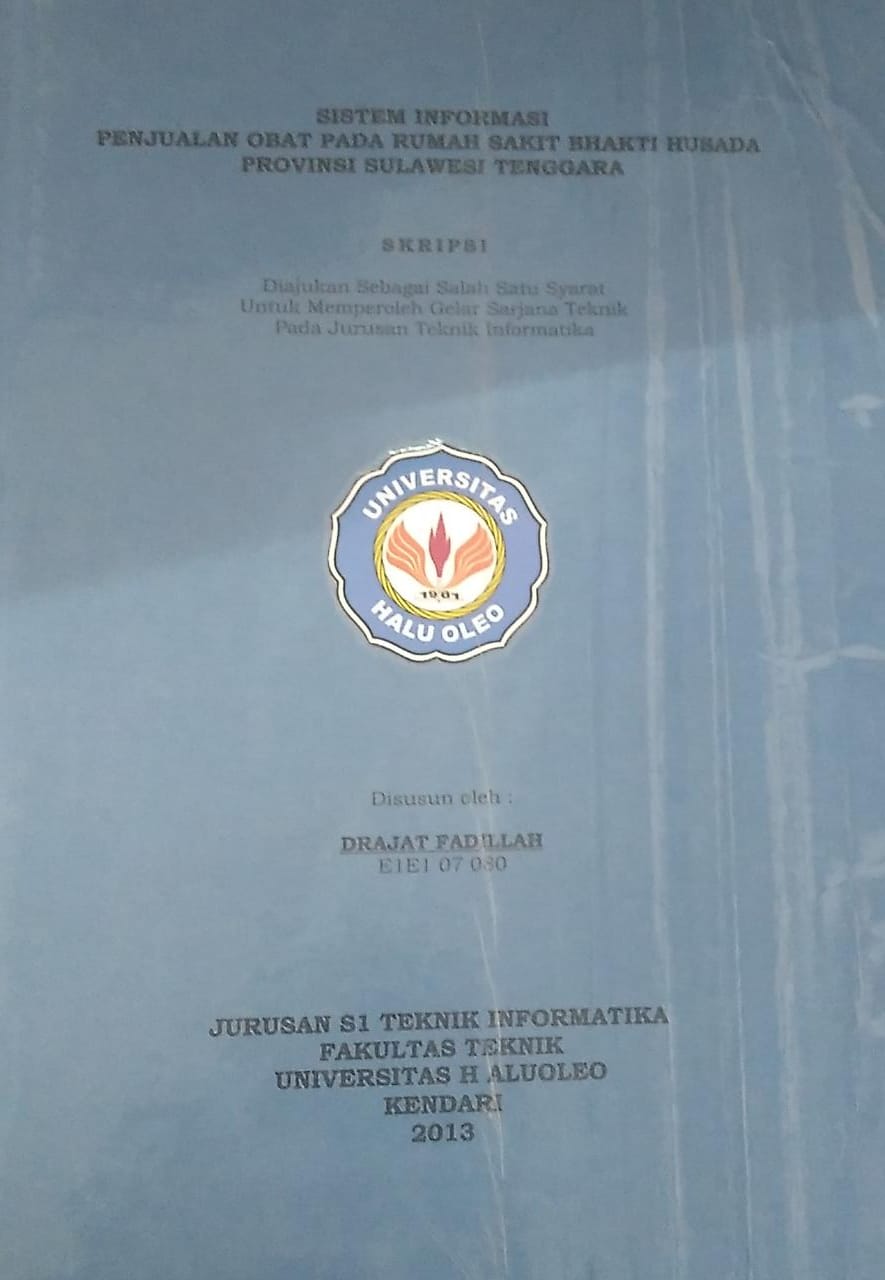 SISTEM INFORMASI
PENJUALAN OBAT PADA RUMAH SAKIT BHAKTI HUSADA
PROVINSI SULAWESI TENGGARA
SKRIPSI
Diajukan Sebagai Salah Satu Syarat
Untuk Memperoleh Gelar Sarjana Teknik
Pada Jurusan Teknik Informatika
UNIVERSITAS
1981
HALU OLEO
Disusun oleh :
DRAJAT FADILLAH
E1E1 07 080
JURUSAN S1 TEKNIK INFORMATIKA
FAKULTAS TEKNIK
UNIVERSITAS H ALUOLEO
KENDARI
2013